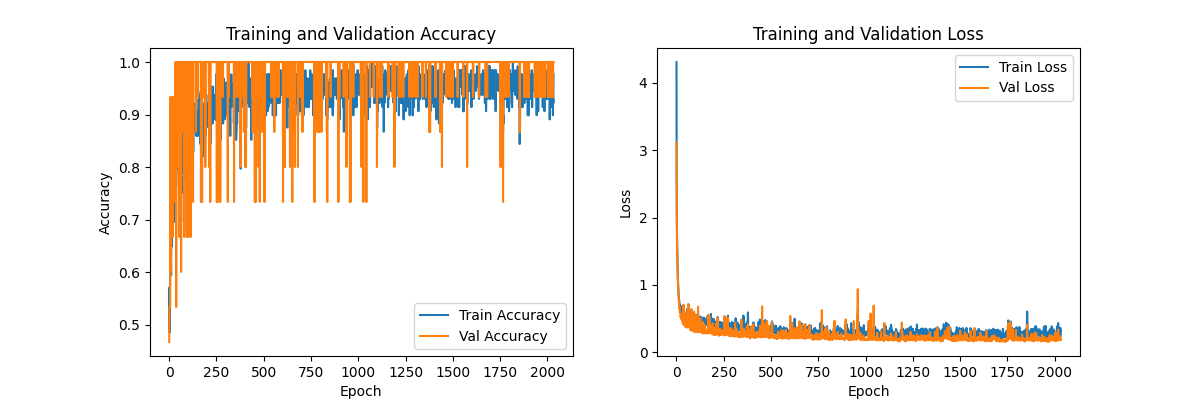 Training and Validation Accuracy
Accuracy
1.0
0.9
0.8
0.7
0.6
0.5
Train Accuracy
Val Accuracy
0 250 500 750 1000 1250 1500 1750 2000
Epoch
Training and Validation Loss
Loss
4
3
2
1
0
Train Loss
Val Loss
0 250 500 750 1000 1250 1500 1750 2000
Epoch